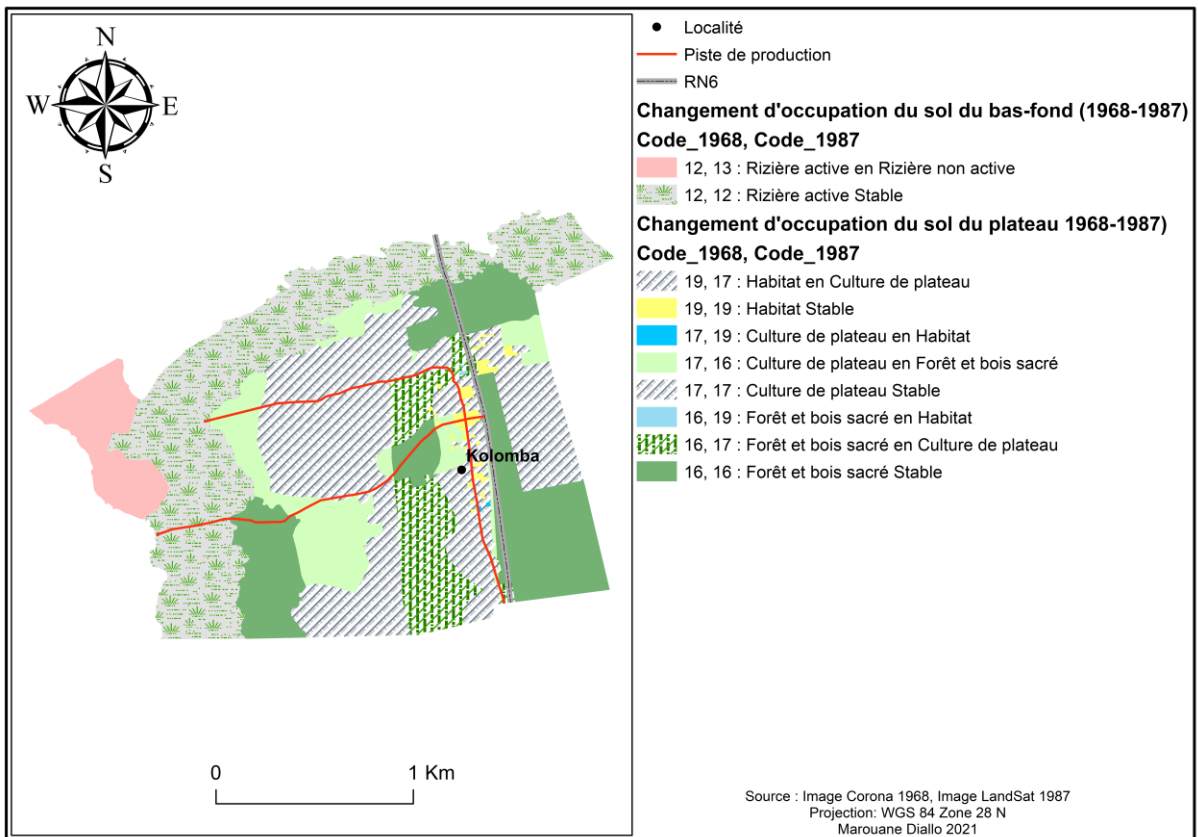 N
W
E
S
Kolomba
0
1 Km
Localité
Piste de production
RN6
Changement d'occupation du sol du bas-fond (1968-1987)
Code_1968, Code_1987
12, 13 : Rizière active en Rizière non active
12, 12 : Rizière active Stable
Changement d'occupation du sol du plateau 1968-1987)
Code_1968, Code_1987
19, 17 : Habitat en Culture de plateau
19, 19 : Habitat Stable
17, 19 : Culture de plateau en Habitat
17, 16 : Culture de plateau en Forêt et bois sacré
17, 17 : Culture de plateau Stable
16, 19 : Forêt et bois sacré en Habitat
16, 17 : Forêt et bois sacré en Culture de plateau
16, 16 : Forêt et bois sacré Stable
Source : Image Corona 1968, Image LandSat 1987
Projection: WGS 84 Zone 28 N
Marouane Diallo 2021